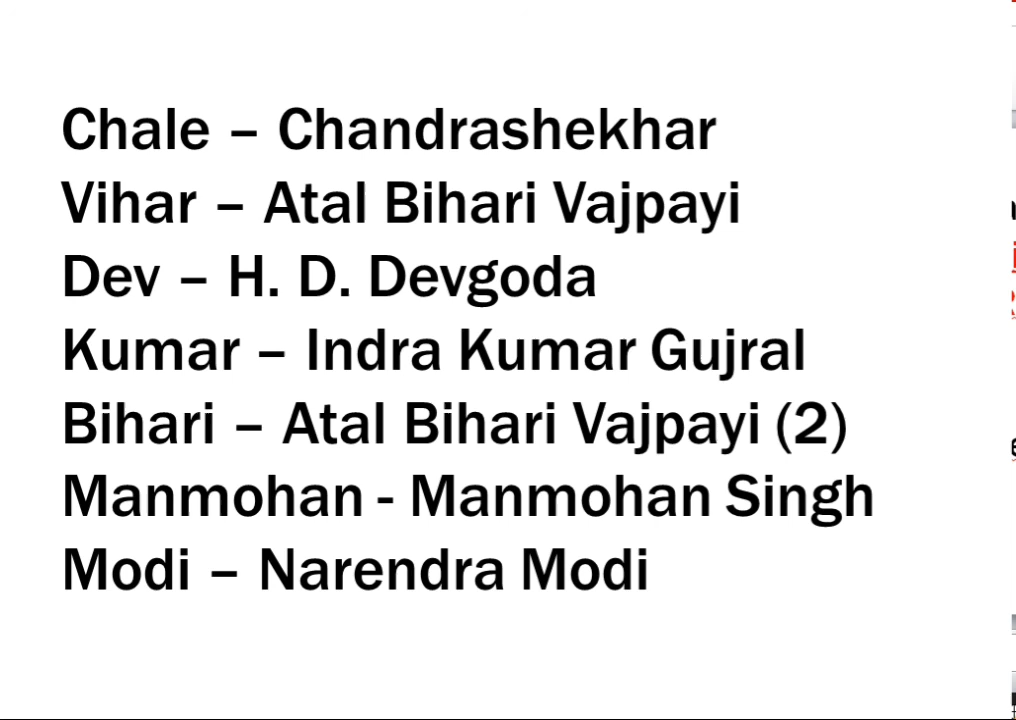 Chale – Chandrashekhar
Vihar – Atal Bihari Vajpayi
Dev – H. D. Devgoda
Kumar – Indra Kumar Gujral
Bihari – Atal Bihari Vajpayi (2)
Manmohan - Manmohan Singh
Modi – Narendra Modi